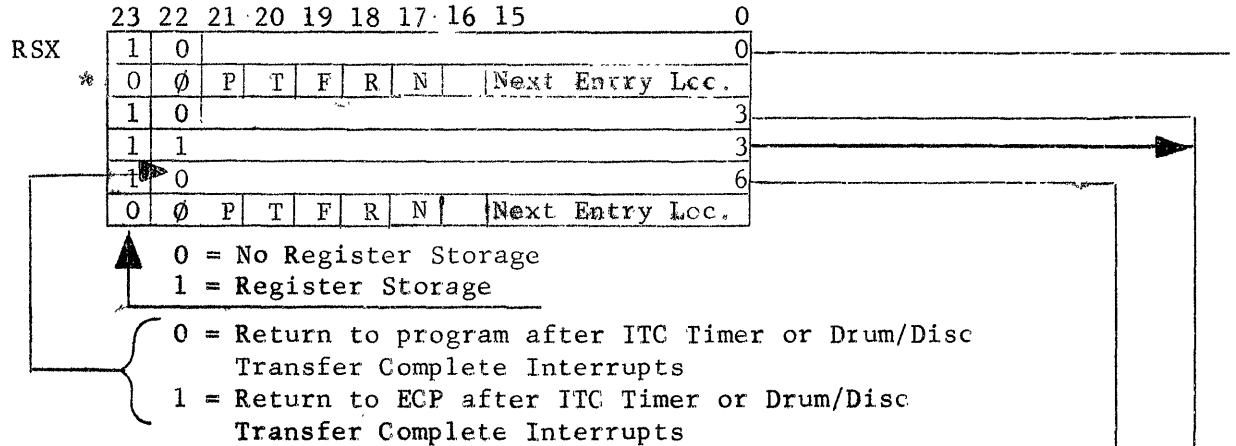 23 22 21 20 19 18 17 16 15 0
RSX 1 0 0
* 0 Ø P T F R N Next Entry Loc.
1 0 3
1 1 3
1 0 6
0 Ø P T F R N Next Entry Loc.
0 = No Register Storage
1 = Register Storage
0 = Return to program after ITC Timer or Drum/Disc
Transfer Complete Interrupts
1 = Return to ECP after ITC Timer or Drum/Disc
Transfer Complete Interrupts